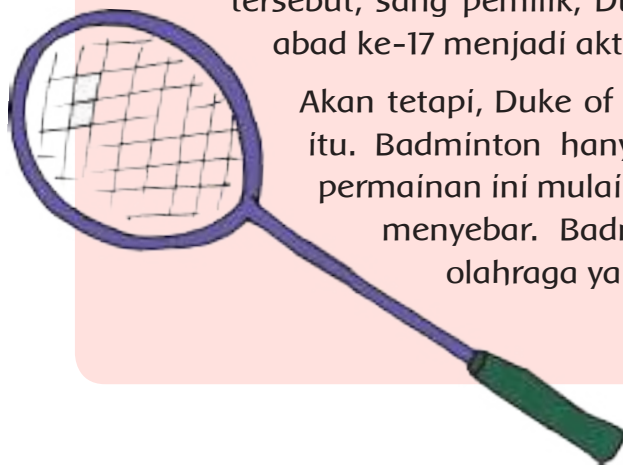 tersebut, sang pemilik, Du
abad ke-17 menjadi akt
Akan tetapi, Duke of
itu. Badminton hany
permainan ini mulai
menyebar. Badr
olahraga ya